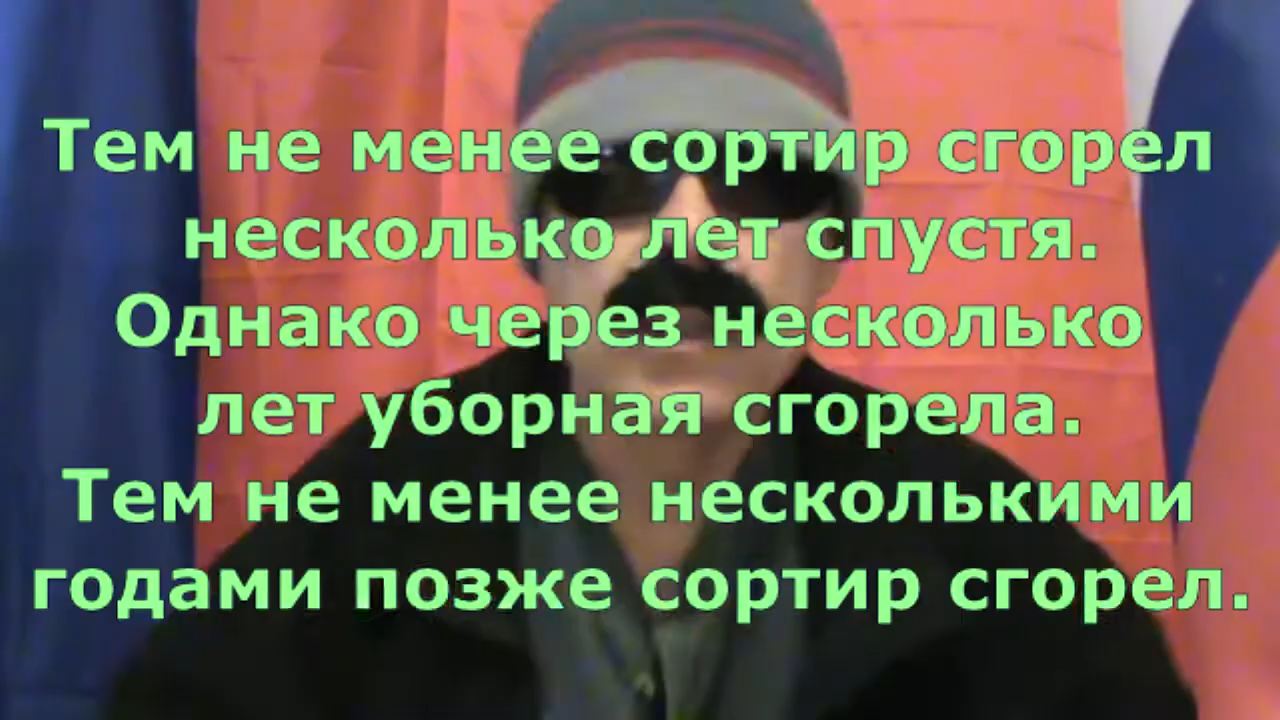 Тем не менее сортир сгорел
несколько лет спустя.
Однако через несколько
лет уборная сгорела.
Тем не менее несколькими
годами позже сортир сгорел.